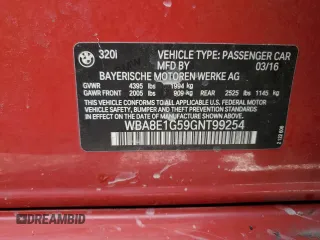 320i VEHICLE TYPE: PASSENGER CAR
MFD BY 03/16
BAYERISCHE MOTOREN WERKE AG
GVWR 4395 lbs 1994 kg
GAWR FRONT 2005 lbs 909 kg REAR 2525 lbs 1145 kg
THIS VEHICLE CONFORMS TO ALL APPLICABLE FEDERAL MOTOR VEHICLE
SAFETY, BUMPER AND THEFT PREVENTION STANDARDS IN EFFECT
ON THE DATE OF MANUFACTURE SHOWN ABOVE.
WBA8E1G59GNT99254
DREAMBID